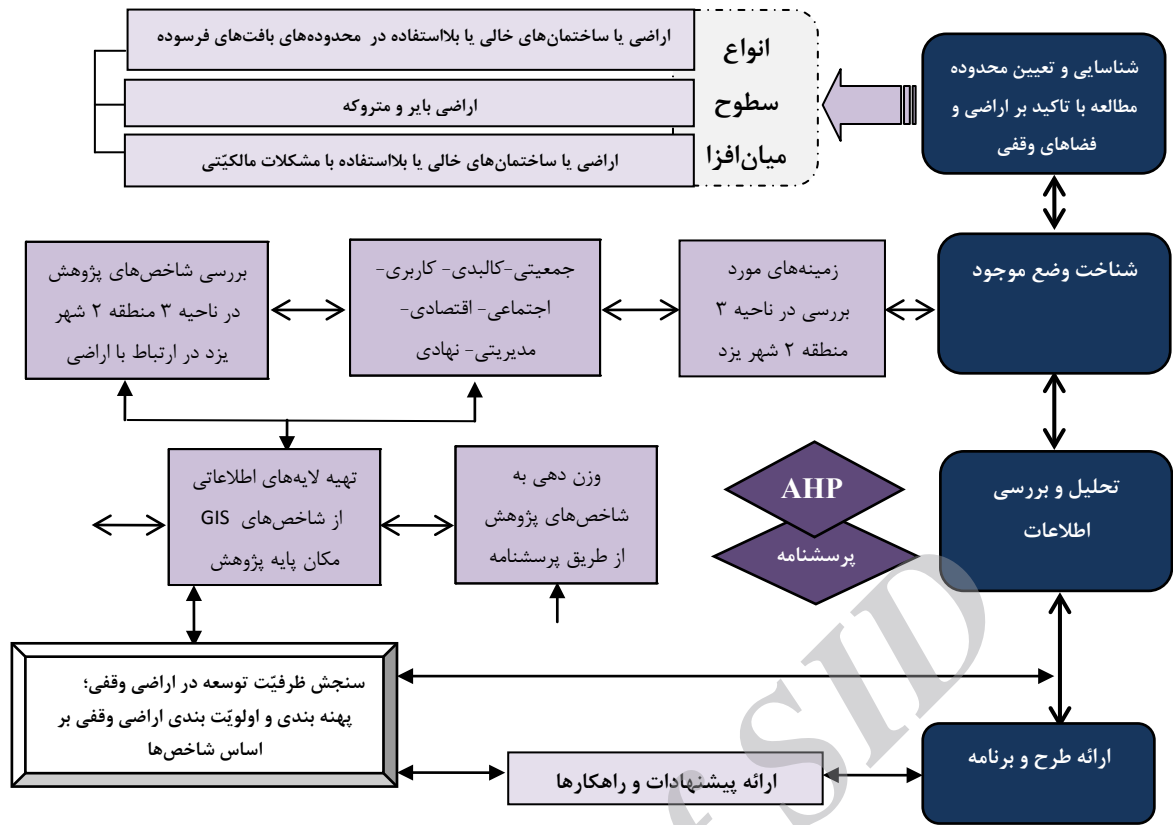 شناسایی و تعیین محدوده
مطالعه با تاکید بر اراضی و
فضاهای وقفی
انواع
سطوح
میان‌افزا
اراضی یا ساختمان‌های خالی یا بلااستفاده در محدوده‌های بافت‌های فرسوده
اراضی بایر و متروکه
اراضی یا ساختمان‌های خالی یا بلااستفاده با مشکلات مالکیّتی
شناخت وضع موجود
زمینه‌های مورد
بررسی در ناحیه ۳
منطقه ۲ شهر یزد
جمعیتی-کالبدی- کاربری-
اجتماعی- اقتصادی-
مدیریتی- نهادی
بررسی شاخص‌های پژوهش
در ناحیه ۳ منطقه ۲ شهر
یزد در ارتباط با اراضی
تحلیل و بررسی
اطلاعات
AHP
پرسشنامه
وزن دهی به
شاخص‌های پژوهش
از طریق پرسشنامه
تهیه لایه‌های اطلاعاتی
از شاخص‌های GIS
مکان پایه پژوهش
سنجش ظرفیّت توسعه در اراضی وقفی؛
پهنه بندی و اولویّت بندی اراضی وقفی بر
اساس شاخص‌ها
ارائه طرح و برنامه
ارائه پیشنهادات و راهکارها
of SID